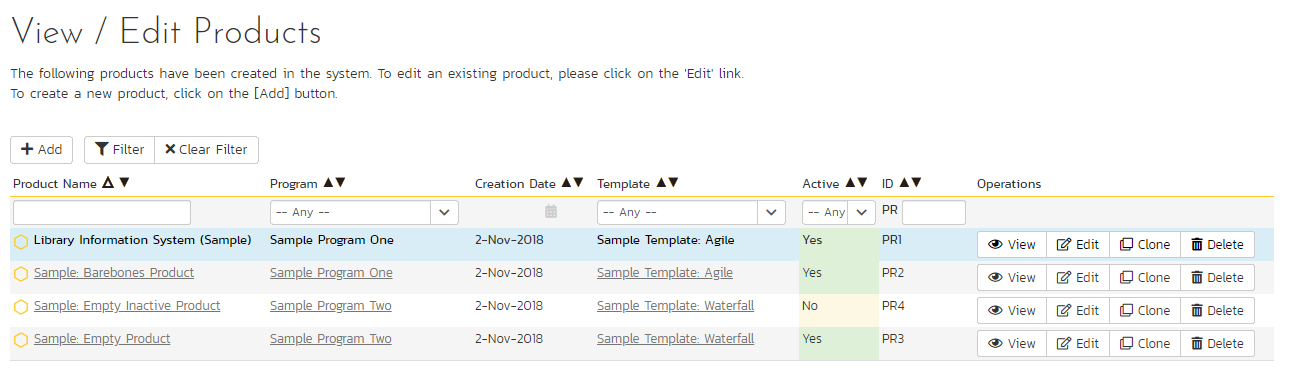 View / Edit Products
The following products have been created in the system. To edit an existing product, please click on the 'Edit' link.
To create a new product, click on the [Add] button.
Add Filter Clear Filter
Product Name Program Creation Date Template Active ID Operations
-- Any -- -- Any -- -- Any PR
Library Information System (Sample) Sample Program One 2-Nov-2018 Sample Template: Agile Yes PR1 View Edit Clone Delete
Sample: Barebones Product Sample Program One 2-Nov-2018 Sample Template: Agile Yes PR2 View Edit Clone Delete
Sample: Empty Inactive Product Sample Program Two 2-Nov-2018 Sample Template: Waterfall No PR4 View Edit Clone Delete
Sample: Empty Product Sample Program Two 2-Nov-2018 Sample Template: Waterfall Yes PR3 View Edit Clone Delete